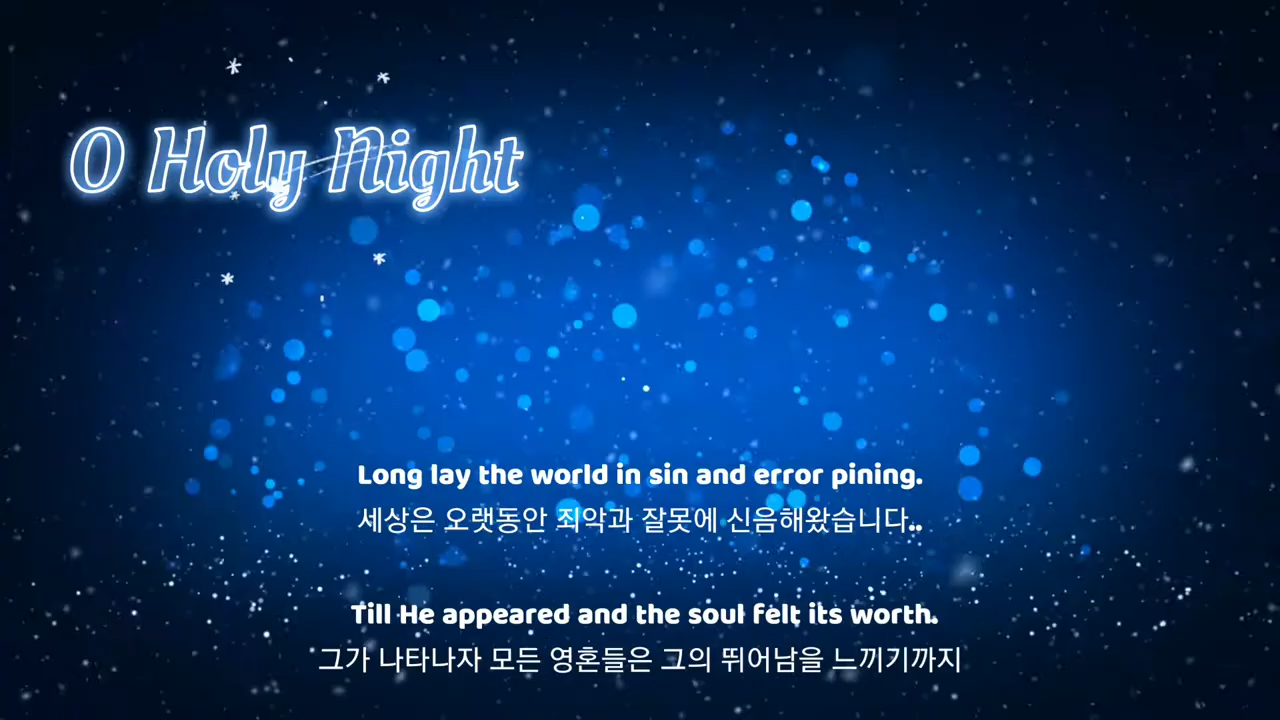 O Holy Night
Long lay the world in sin and error pining.
세상은 오랫동안 죄악과 잘못에 신음해왔습니다..
Till He appeared and the soul felt its worth.
그가 나타나자 모든 영혼들은 그의 뛰어남을 느끼기까지